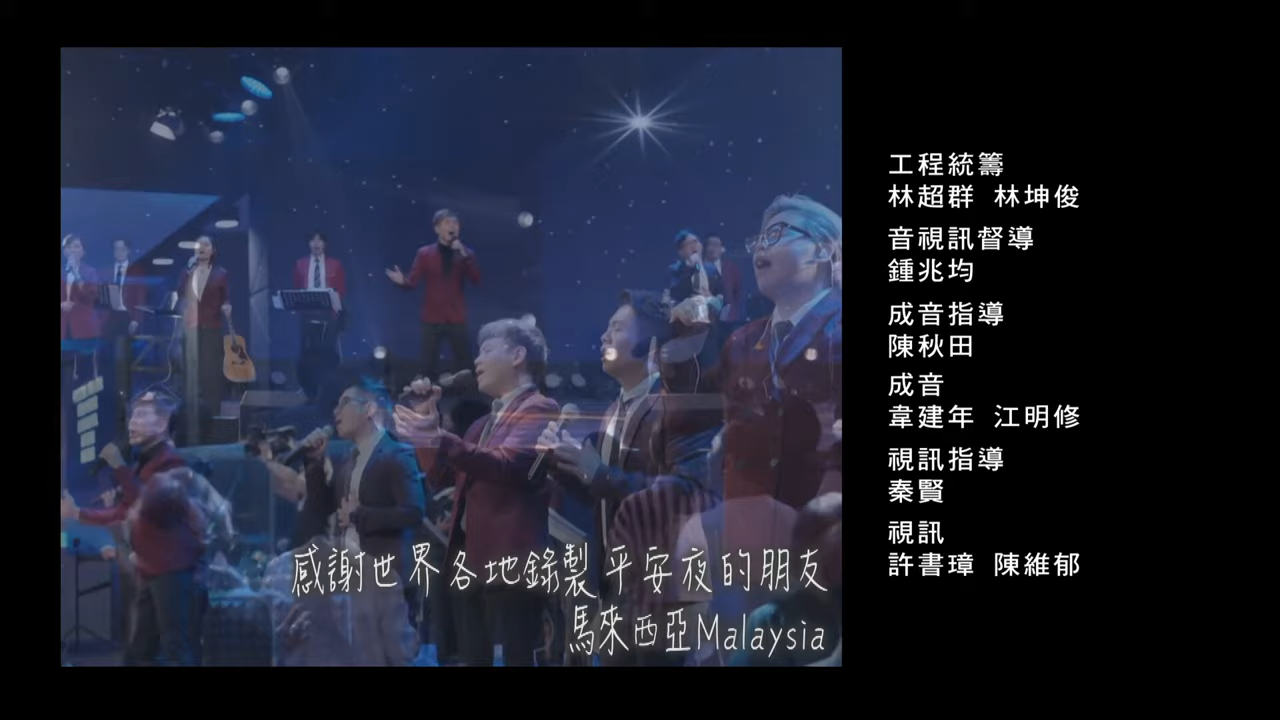 感謝世界各地錄製平安夜的朋友
馬來西亞Malaysia
工程統籌
林超群 林坤俊
音視訊督導
鍾兆均
成音指導
陳秋田
成音
韋建年 江明修
視訊指導
秦賢
視訊
許書璋 陳維郁